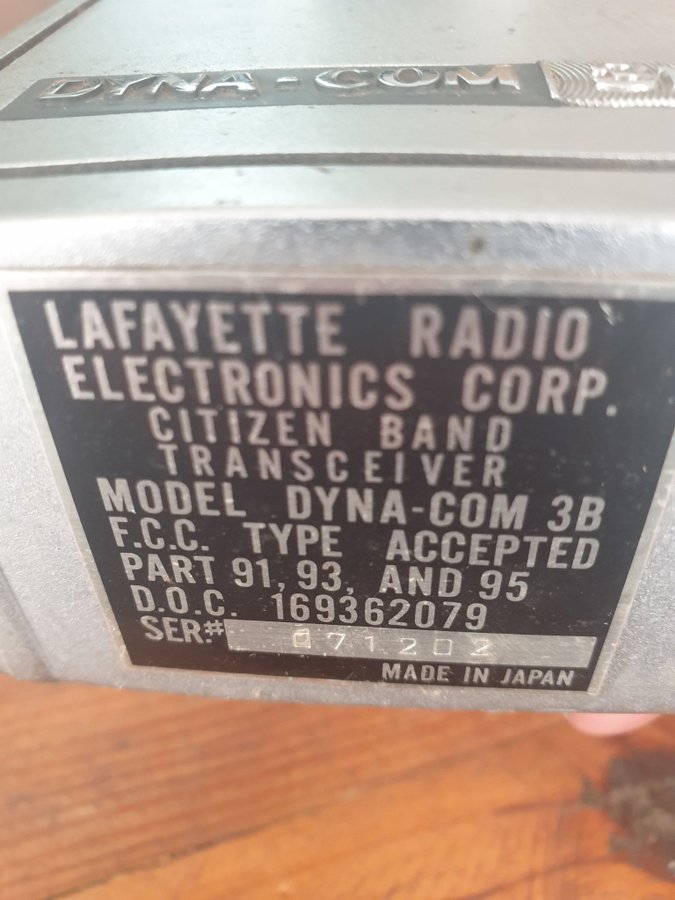 DYNA-COM
LAFAYETTE RADIO
ELECTRONICS CORP.
CITIZEN BAND
TRANSCEIVER
MODEL DYNA-COM 3B
F.C.C. TYPE ACCEPTED
PART 91, 93, AND 95
D.O.C. 169362079
SER.# 071202
MADE IN JAPAN